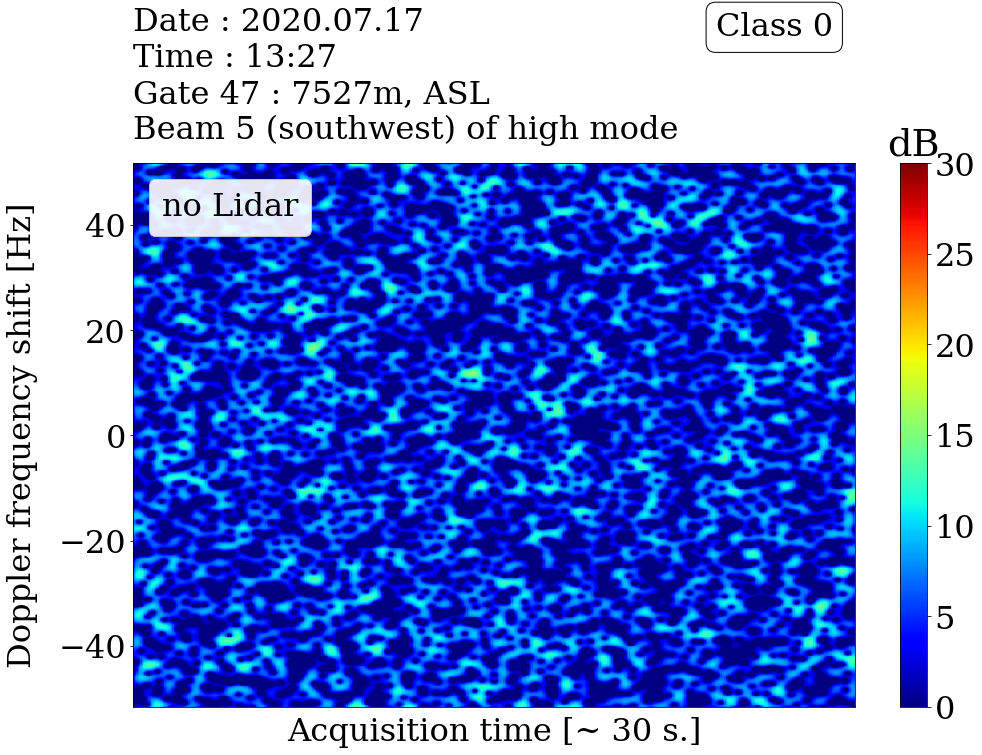 Date : 2020.07.17
Time : 13:27
Gate 47 : 7527m, ASL
Beam 5 (southwest) of high mode
Class 0
no Lidar
Doppler frequency shift [Hz]
40
20
0
−20
−40
Acquisition time [~ 30 s.]
dB
30
25
20
15
10
5
0